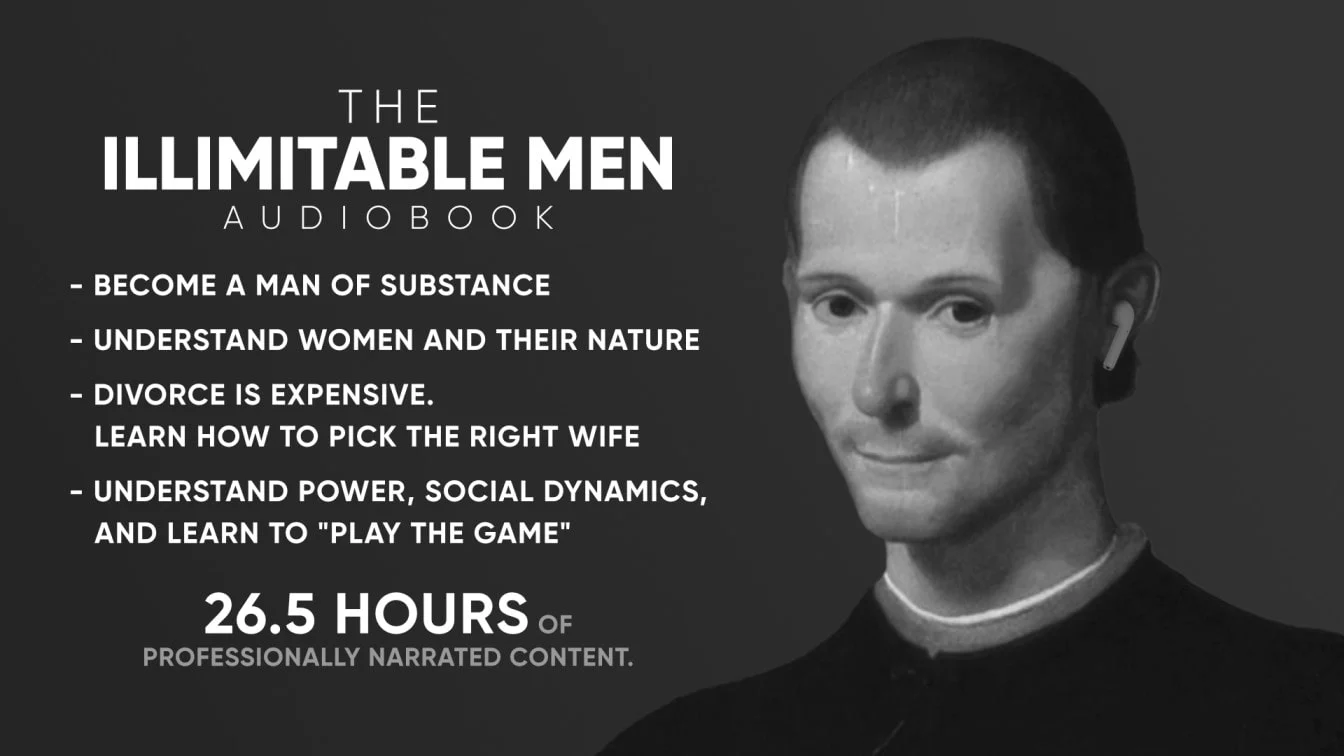 THE
ILLIMITABLE MEN
AUDIOBOOK
- BECOME A MAN OF SUBSTANCE
- UNDERSTAND WOMEN AND THEIR NATURE
- DIVORCE IS EXPENSIVE.
LEARN HOW TO PICK THE RIGHT WIFE
- UNDERSTAND POWER, SOCIAL DYNAMICS,
AND LEARN TO "PLAY THE GAME"
26.5 HOURS OF
PROFESSIONALLY NARRATED CONTENT.